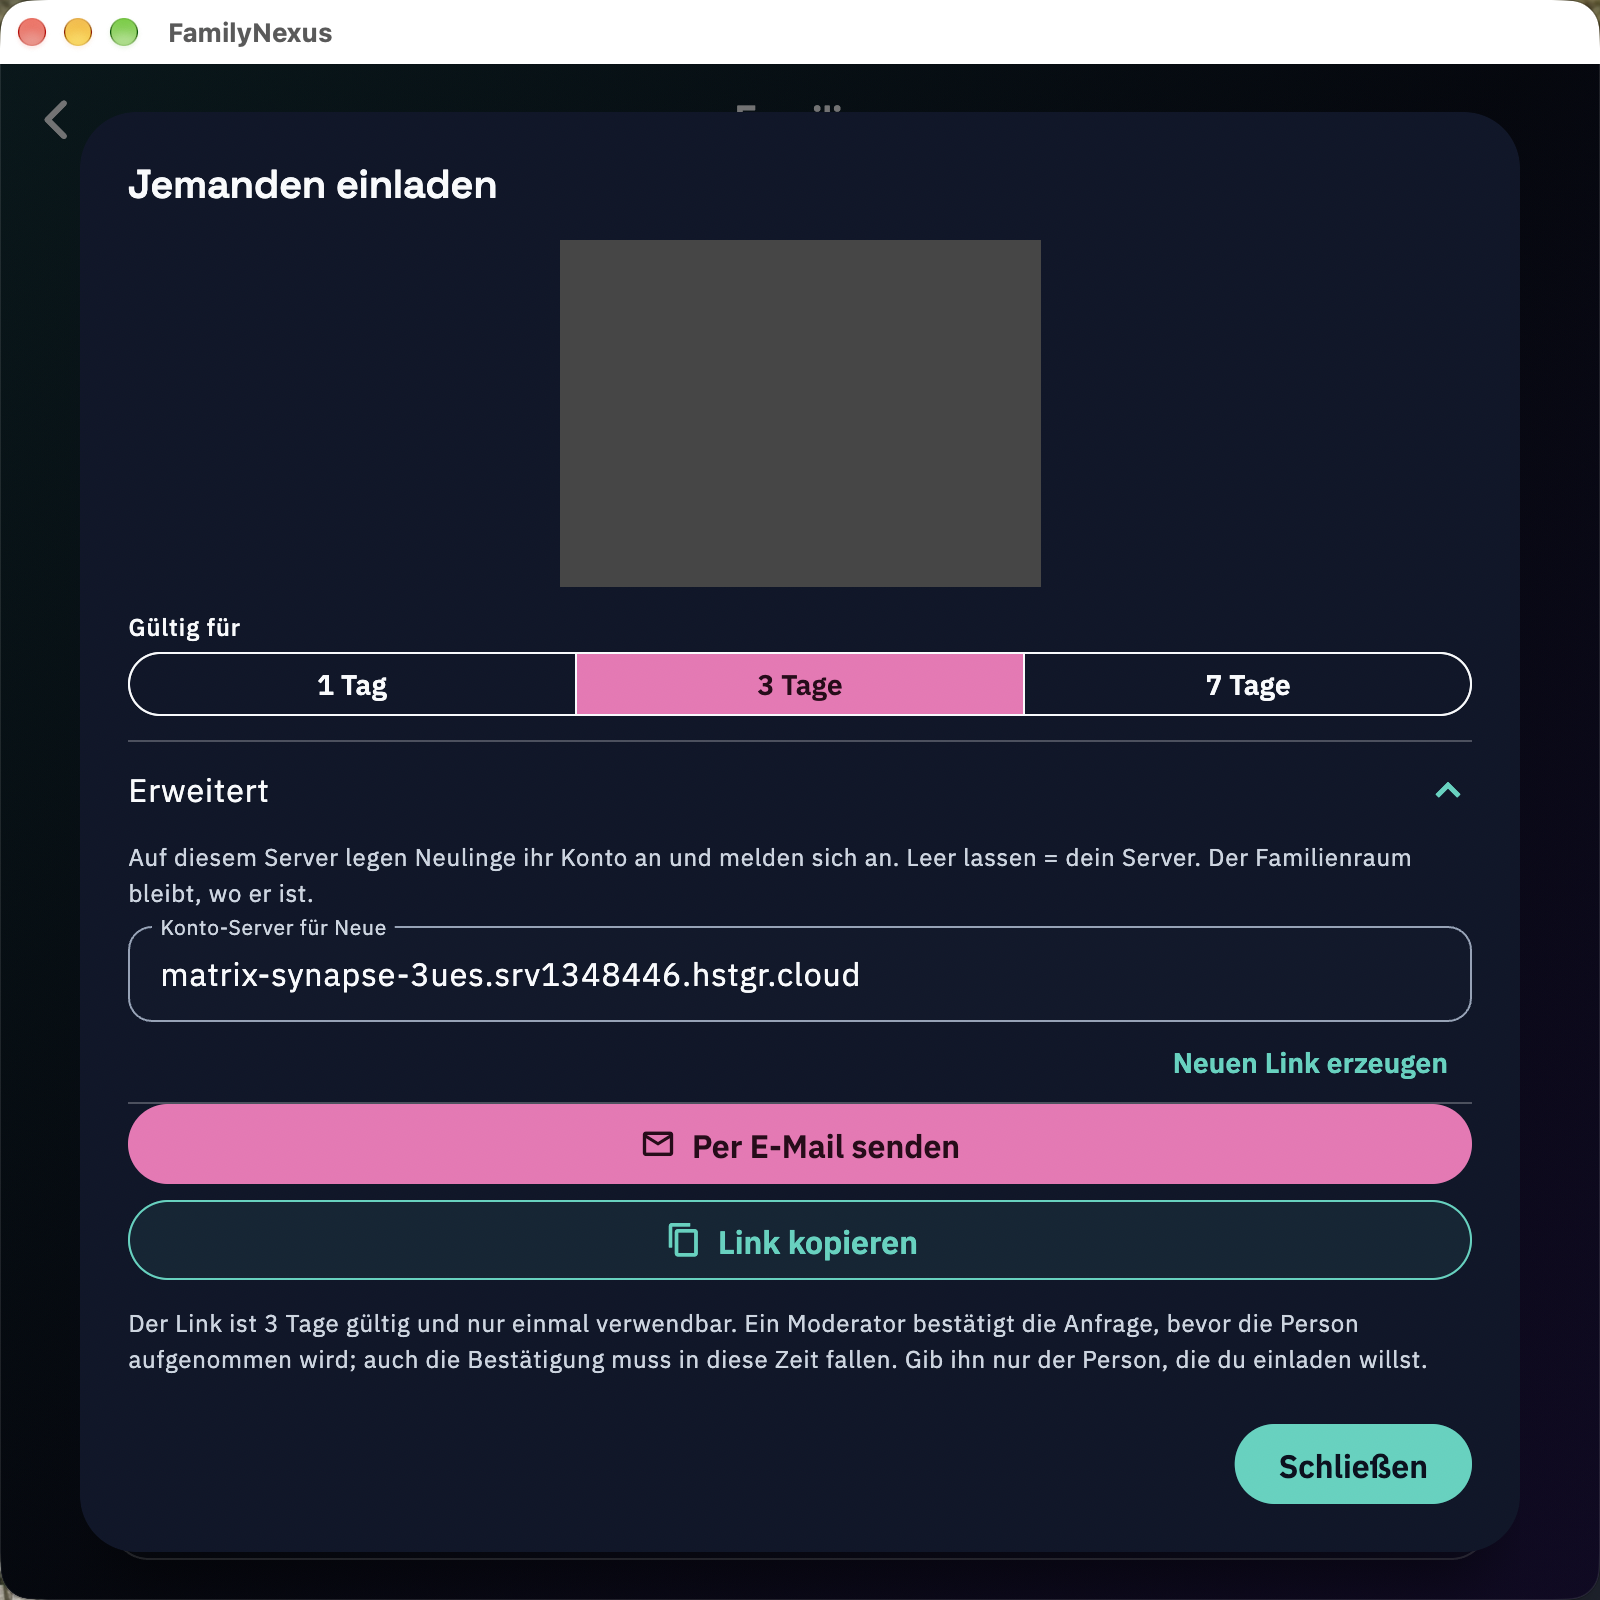 FamilyNexus
Jemanden einladen
Gültig für
1 Tag
3 Tage
7 Tage
Erweitert
Auf diesem Server legen Neulinge ihr Konto an und melden sich an. Leer lassen = dein Server. Der Familienraum
bleibt, wo er ist.
Konto-Server für Neue
matrix-synapse-3ues.srv1348446.hstgr.cloud
Neuen Link erzeugen
Per E-Mail senden
Link kopieren
Der Link ist 3 Tage gültig und nur einmal verwendbar. Ein Moderator bestätigt die Anfrage, bevor die Person
aufgenommen wird; auch die Bestätigung muss in diese Zeit fallen. Gib ihn nur der Person, die du einladen willst.
Schließen